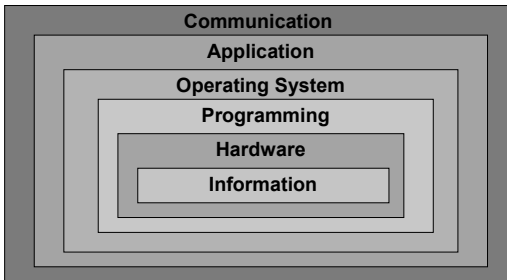 Communication
Application
Operating System
Programming
Hardware
Information